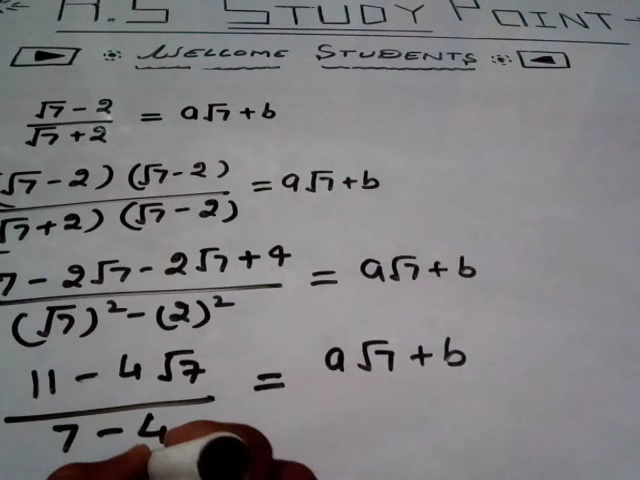 A.S STUDY POINT
WELLCOME STUDENTS
√7 - 2 / √7 + 2 = a√7 + b
(√7 - 2) (√7 - 2) / (√7 + 2) (√7 - 2) = a√7 + b
7 - 2√7 - 2√7 + 4 / (√7)² - (2)² = a√7 + b
11 - 4√7 / 7 - 4 = a√7 + b